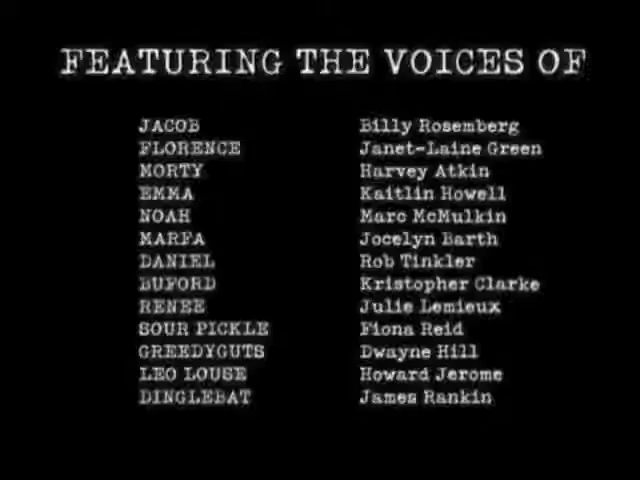 FEATURING THE VOICES OF
JACOB Billy Rosemberg
FLORENCE Janet-Laine Green
MORTY Harvey Atkin
EMMA Kaitlin Howell
NOAH Marc McMulkin
MARFA Jocelyn Barth
DANIEL Rob Tinkler
BUFORD Kristopher Clarke
RENEE Julie Lemieux
SOUR PICKLE Fiona Reid
GREEDYGUTS Dwayne Hill
LEO LOUSE Howard Jerome
DINGLEBAT James Rankin